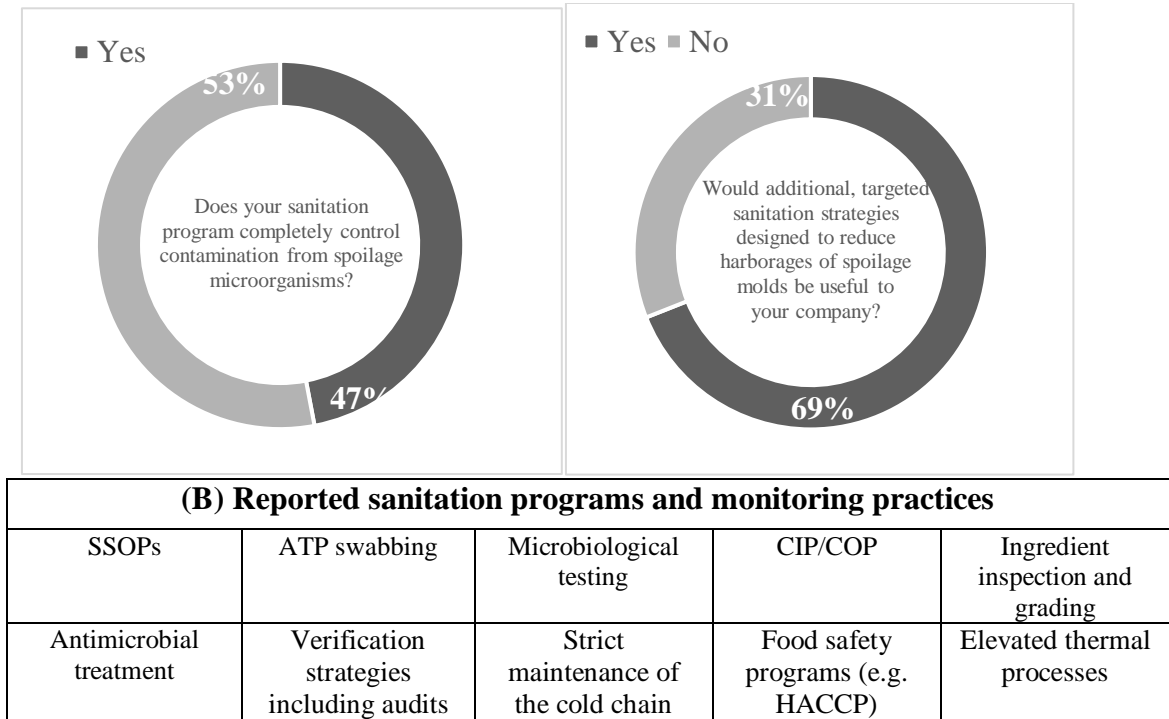 Yes
53%
Does your sanitation
program completely control
contamination from spoilage
microorganisms?
47%
Yes No
31%
Would additional, targeted
sanitation strategies
designed to reduce
harborages of spoilage
molds be useful to
your company?
69%
(B) Reported sanitation programs and monitoring practices
SSOPs
ATP swabbing
Microbiological
testing
CIP/COP
Ingredient
inspection and
grading
Antimicrobial
treatment
Verification
strategies
including audits
Strict
maintenance of
the cold chain
Food safety
programs (e.g.
HACCP)
Elevated thermal
processes